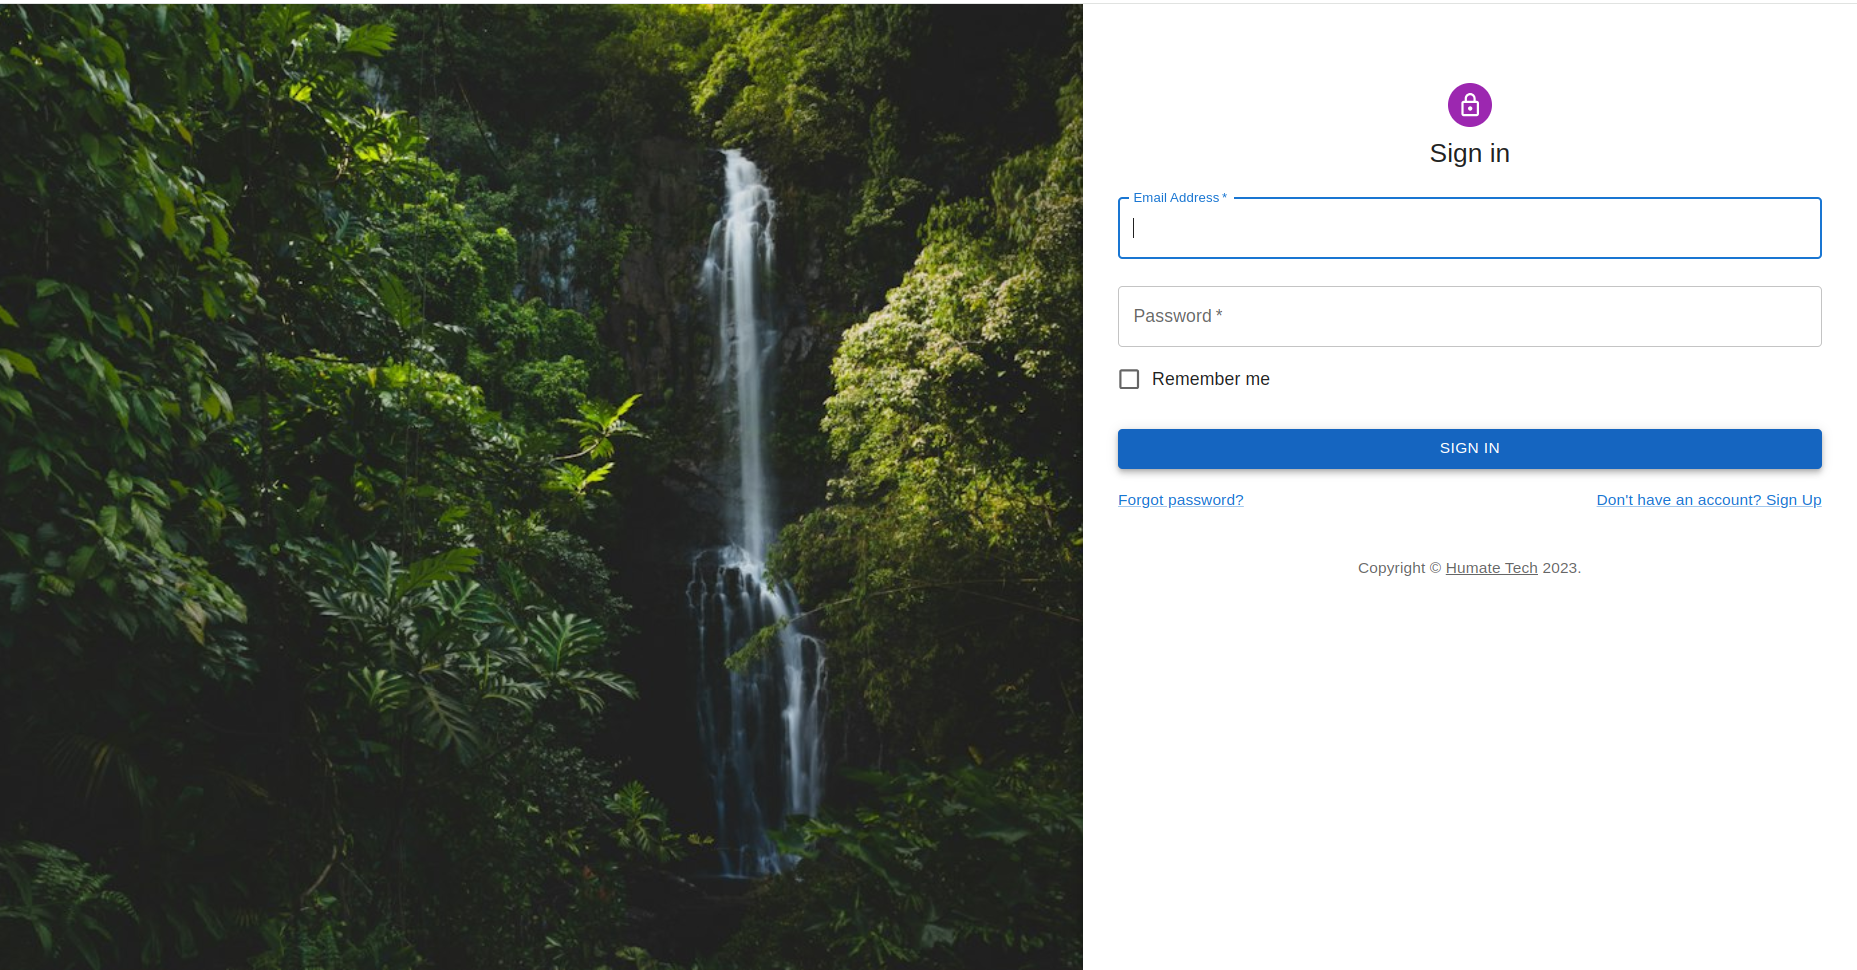 Sign in
Email Address *
Password *
Remember me
SIGN IN
Forgot password?
Don't have an account? Sign Up
Copyright © Humate Tech 2023.